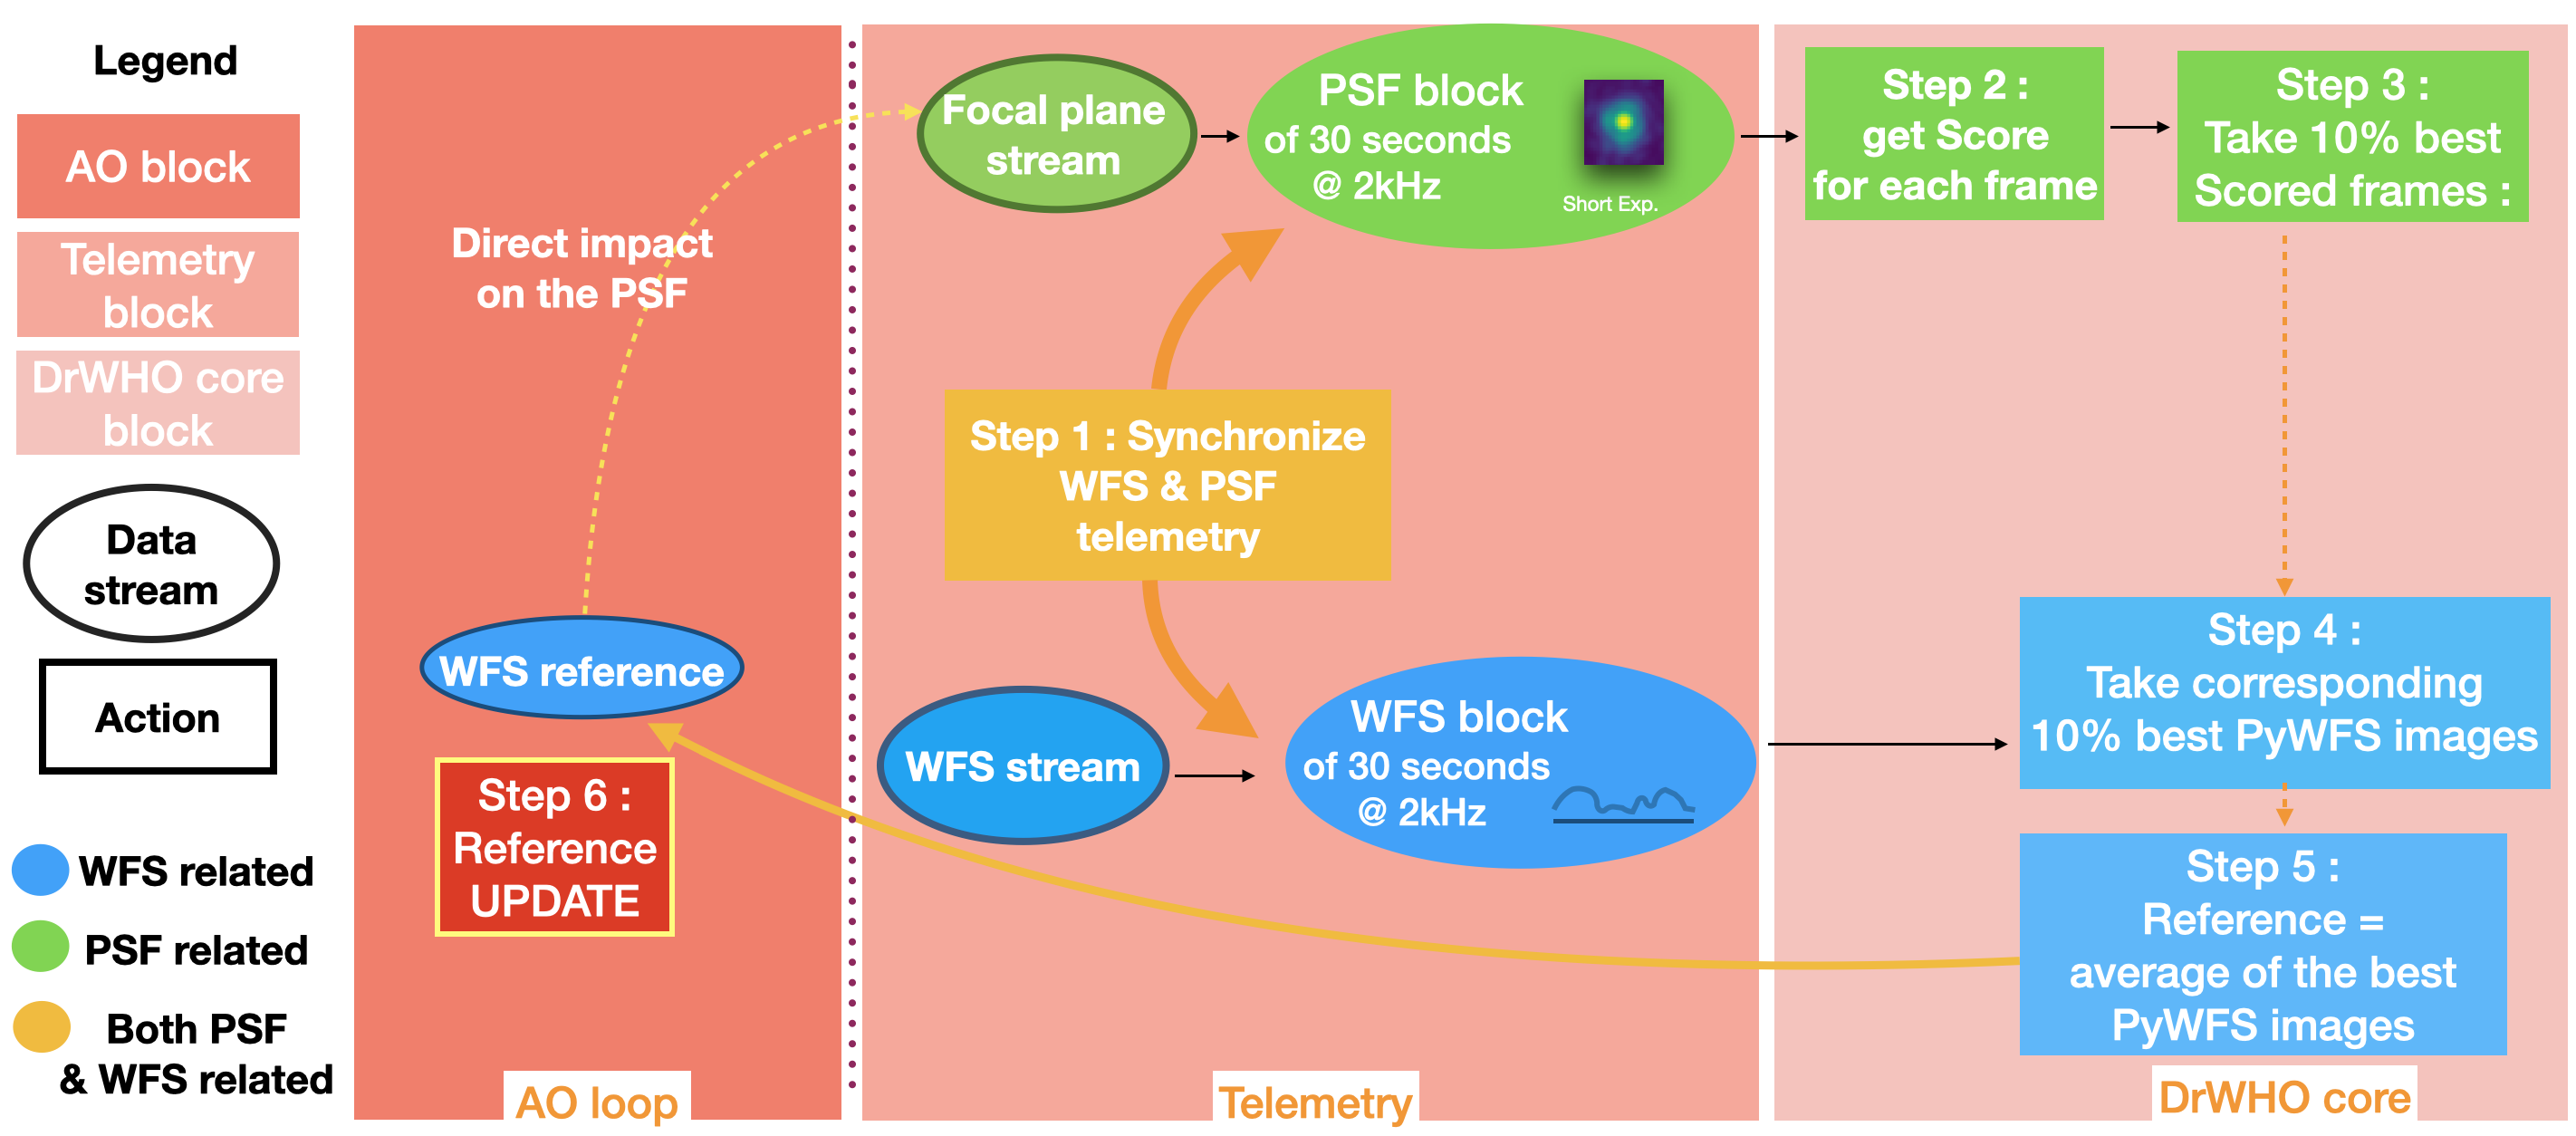 Legend
AO block
Telemetry
block
DrWHO core
block
Data
stream
Action
WFS related
PSF related
Both PSF
& WFS related
Direct impact
on the PSF
WFS reference
Step 6 :
Reference
UPDATE
AO loop
Focal plane
stream
PSF block
of 30 seconds
@ 2kHz
Short Exp.
Step 1 : Synchronize
WFS & PSF
telemetry
WFS stream
WFS block
of 30 seconds
@ 2kHz
Telemetry
Step 2 :
get Score
for each frame
Step 3 :
Take 10% best
Scored frames :
Step 4 :
Take corresponding
10% best PyWFS images
Step 5 :
Reference =
average of the best
PyWFS images
DrWHO core